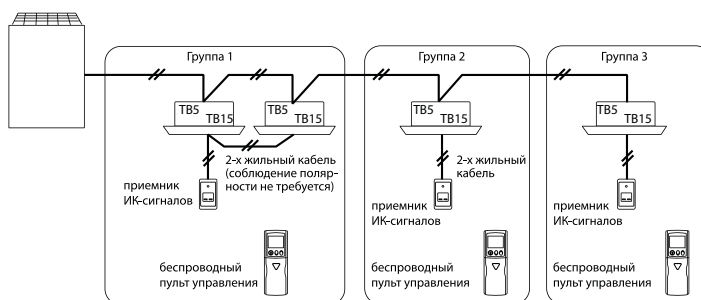 Группа 1
Группа 2
Группа 3
TB5
TB15
TB5
TB15
TB5
TB15
TB5
TB15
2-х жильный кабель
(соблюдение поляр-
ности не требуется)
2-х жильный
кабель
приемник
ИК-сигналов
приемник
ИК-сигналов
приемник
ИК-сигналов
беспроводный
пульт управления
беспроводный
пульт управления
беспроводный
пульт управления